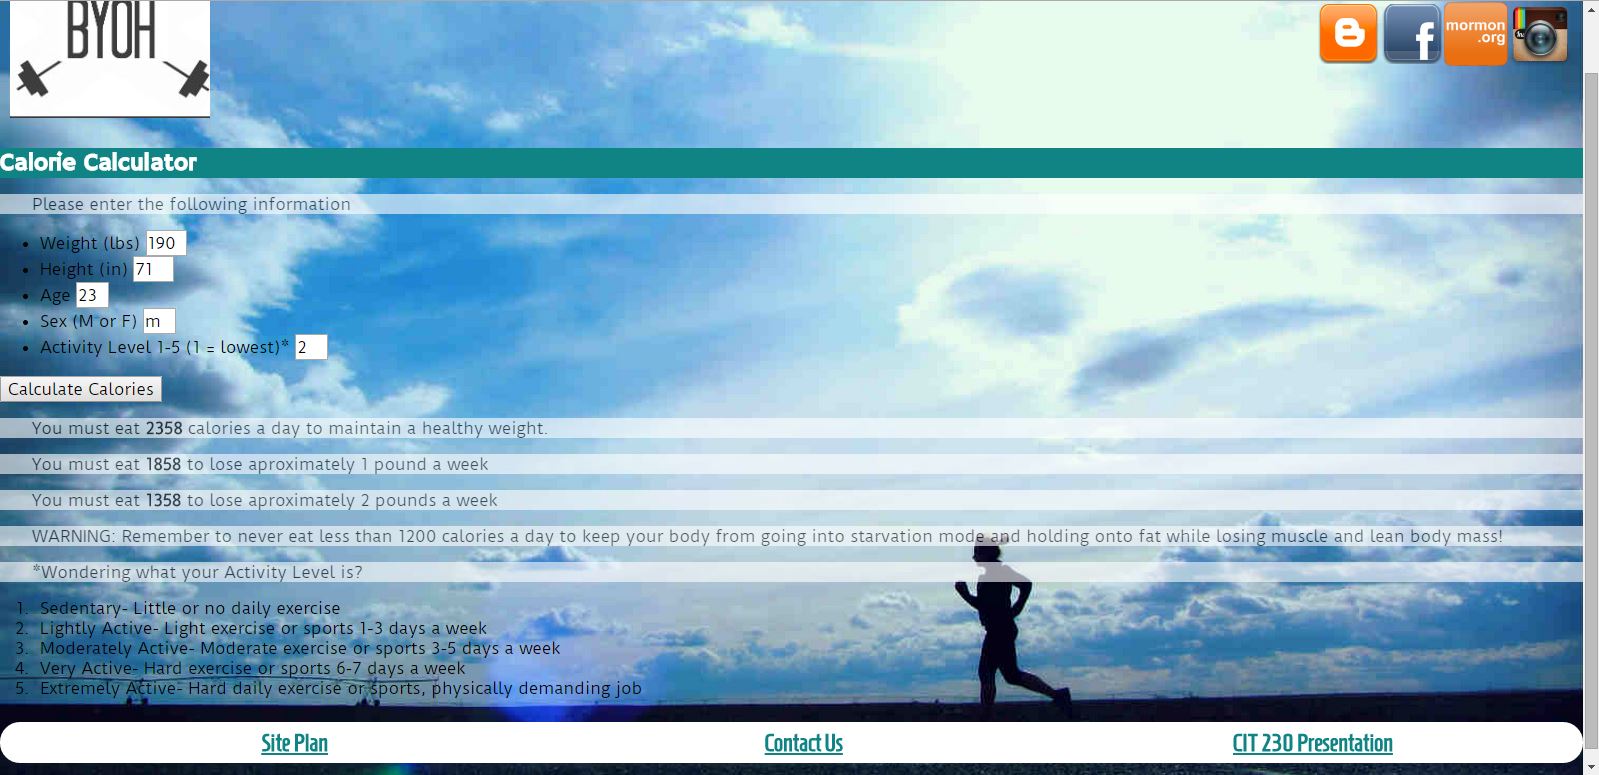 BYOH
mormon
.org
Calorie Calculator
Please enter the following information
• Weight (lbs) 190
• Height (in) 71
• Age 23
• Sex (M or F) m
• Activity Level 1-5 (1 = lowest)* 2
Calculate Calories
You must eat 2358 calories a day to maintain a healthy weight.
You must eat 1858 to lose aproximately 1 pound a week
You must eat 1358 to lose aproximately 2 pounds a week
WARNING: Remember to never eat less than 1200 calories a day to keep your body from going into starvation mode and holding onto fat while losing muscle and lean body mass!
*Wondering what your Activity Level is?
1. Sedentary- Little or no daily exercise
2. Lightly Active- Light exercise or sports 1-3 days a week
3. Moderately Active- Moderate exercise or sports 3-5 days a week
4. Very Active- Hard exercise or sports 6-7 days a week
5. Extremely Active- Hard daily exercise or sports, physically demanding job
Site Plan Contact Us CIT 230 Presentation